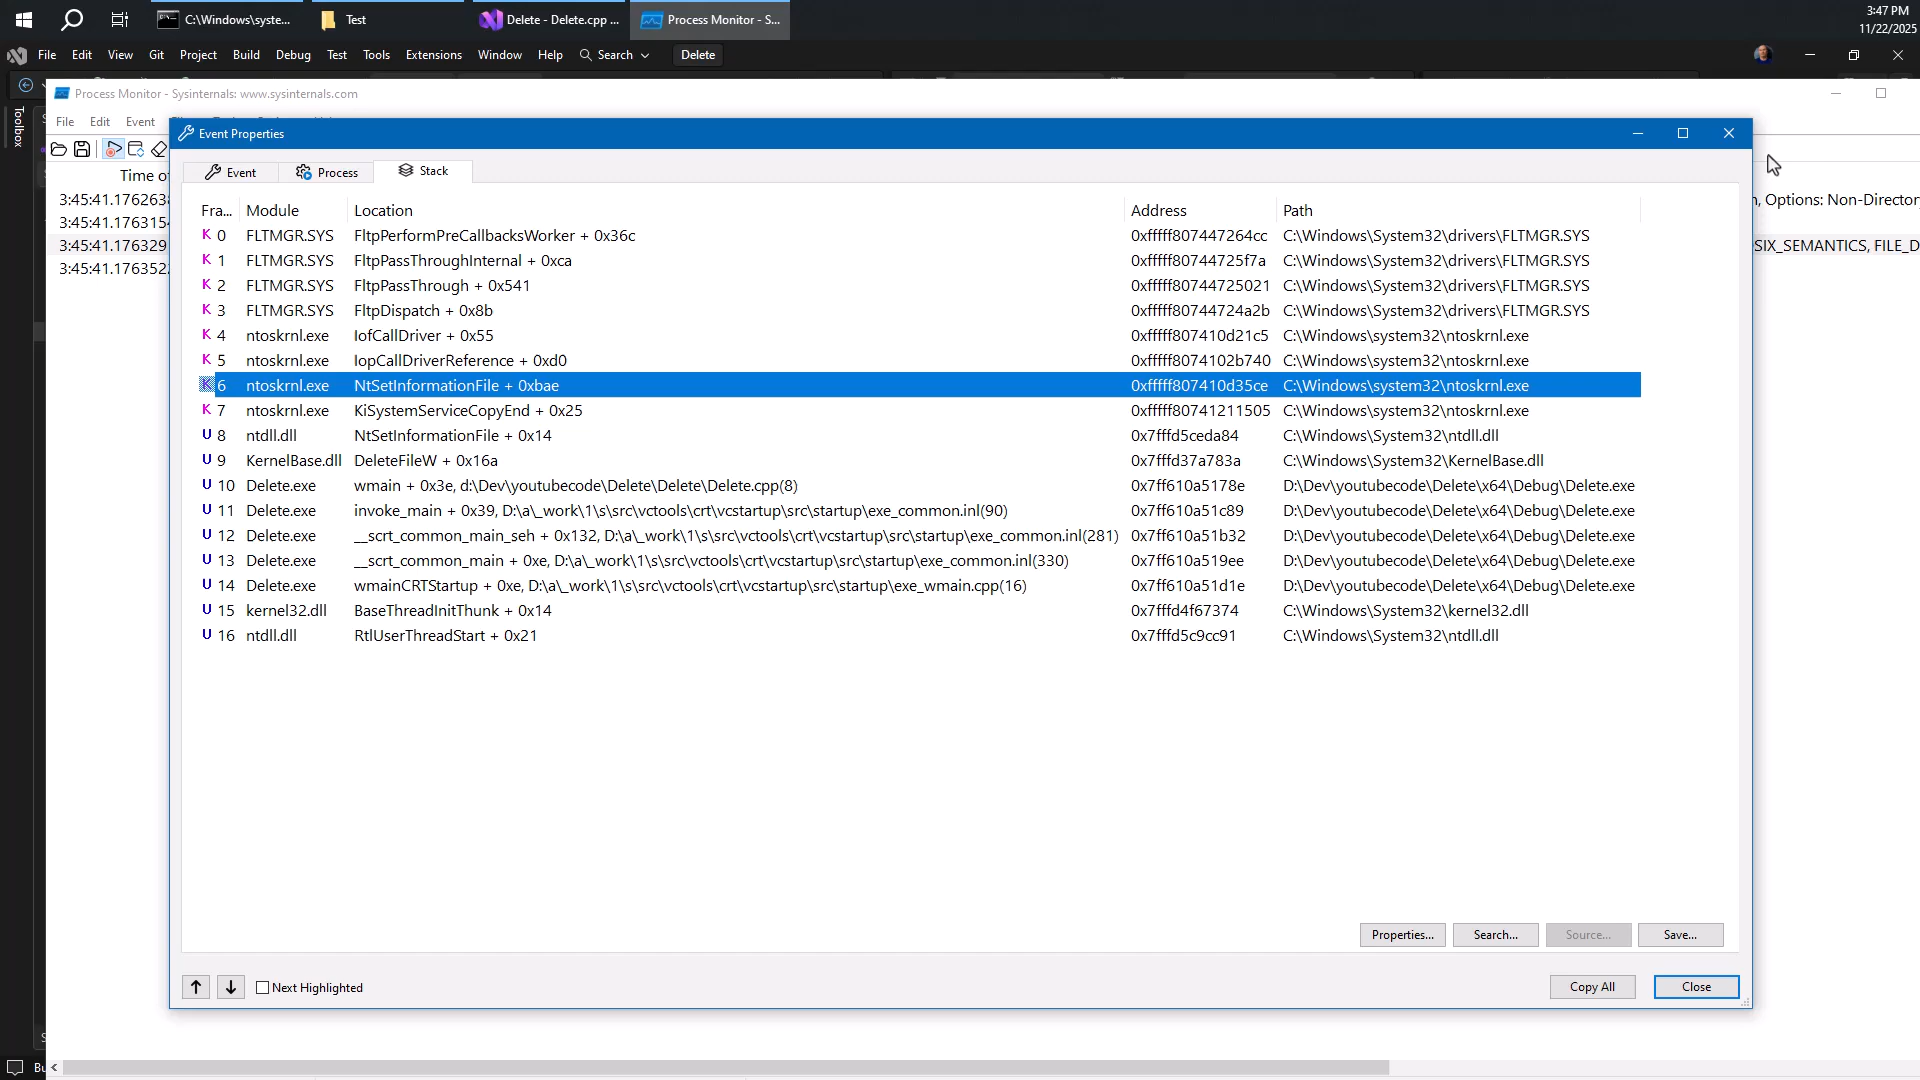 C:\Windows\syste...
Test
Delete - Delete.cpp ...
Process Monitor - S...
3:47 PM
11/22/2025
File Edit View Git Project Build Debug Test Tools Extensions Window Help Search Delete
Toolbox
Process Monitor - Sysinternals: www.sysinternals.com
File Edit Event
Event Properties
Time o
3:45:41.176263
3:45:41.176315
3:45:41.176329
3:45:41.176352
, Options: Non-Directory
SIX_SEMANTICS, FILE_D
Event Process Stack
Fra... Module Location Address Path
K 0 FLTMGR.SYS FltpPerformPreCallbacksWorker + 0x36c 0xfffff807447264cc C:\Windows\System32\drivers\FLTMGR.SYS
K 1 FLTMGR.SYS FltpPassThroughInternal + 0xca 0xfffff80744725f7a C:\Windows\System32\drivers\FLTMGR.SYS
K 2 FLTMGR.SYS FltpPassThrough + 0x541 0xfffff80744725021 C:\Windows\System32\drivers\FLTMGR.SYS
K 3 FLTMGR.SYS FltpDispatch + 0x8b 0xfffff80744724a2b C:\Windows\System32\drivers\FLTMGR.SYS
K 4 ntoskrnl.exe IofCallDriver + 0x55 0xfffff807410d21c5 C:\Windows\system32\ntoskrnl.exe
K 5 ntoskrnl.exe IopCallDriverReference + 0xd0 0xfffff8074102b740 C:\Windows\system32\ntoskrnl.exe
K 6 ntoskrnl.exe NtSetInformationFile + 0xbae 0xfffff807410d35ce C:\Windows\system32\ntoskrnl.exe
K 7 ntoskrnl.exe KiSystemServiceCopyEnd + 0x25 0xfffff80741211505 C:\Windows\system32\ntoskrnl.exe
U 8 ntdll.dll NtSetInformationFile + 0x14 0x7fffd5ceda84 C:\Windows\System32\ntdll.dll
U 9 KernelBase.dll DeleteFileW + 0x16a 0x7fffd37a783a C:\Windows\System32\KernelBase.dll
U 10 Delete.exe wmain + 0x3e, d:\Dev\youtubecode\Delete\Delete\Delete.cpp(8) 0x7ff610a5178e D:\Dev\youtubecode\Delete\x64\Debug\Delete.exe
U 11 Delete.exe invoke_main + 0x39, D:\a\_work\1\s\src\vctools\crt\vcstartup\src\startup\exe_common.inl(90) 0x7ff610a51c89 D:\Dev\youtubecode\Delete\x64\Debug\Delete.exe
U 12 Delete.exe __scrt_common_main_seh + 0x132, D:\a\_work\1\s\src\vctools\crt\vcstartup\src\startup\exe_common.inl(281) 0x7ff610a51b32 D:\Dev\youtubecode\Delete\x64\Debug\Delete.exe
U 13 Delete.exe __scrt_common_main + 0xe, D:\a\_work\1\s\src\vctools\crt\vcstartup\src\startup\exe_common.inl(330) 0x7ff610a519ee D:\Dev\youtubecode\Delete\x64\Debug\Delete.exe
U 14 Delete.exe wmainCRTStartup + 0xe, D:\a\_work\1\s\src\vctools\crt\vcstartup\src\startup\exe_wmain.cpp(16) 0x7ff610a51d1e D:\Dev\youtubecode\Delete\x64\Debug\Delete.exe
U 15 kernel32.dll BaseThreadInitThunk + 0x14 0x7fffd4f67374 C:\Windows\System32\kernel32.dll
U 16 ntdll.dll RtlUserThreadStart + 0x21 0x7fffd5c9cc91 C:\Windows\System32\ntdll.dll
Properties... Search... Source... Save...
Next Highlighted
Copy All Close